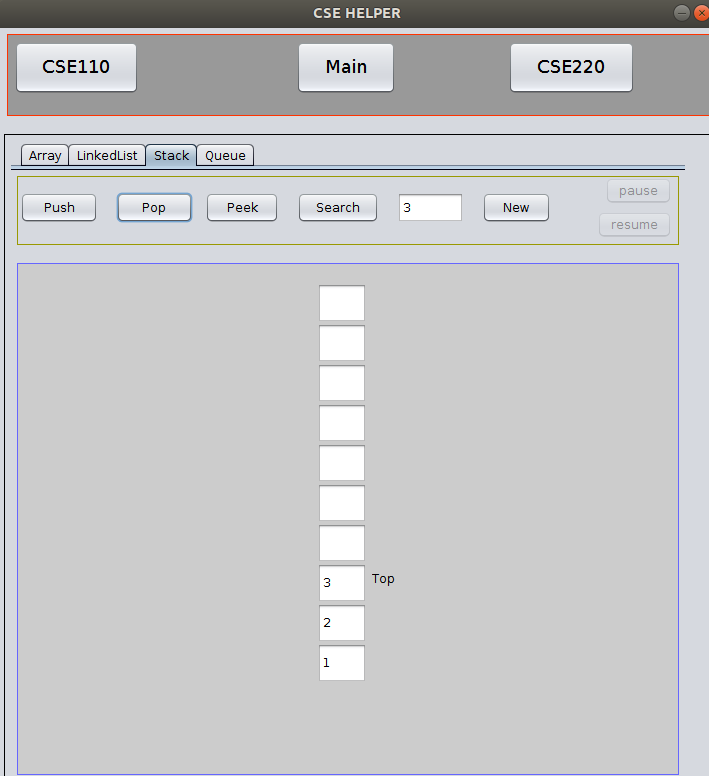 CSE HELPER
CSE110 Main CSE220
Array LinkedList Stack Queue
Push Pop Peek Search 3 New pause
resume
3 Top
2
1